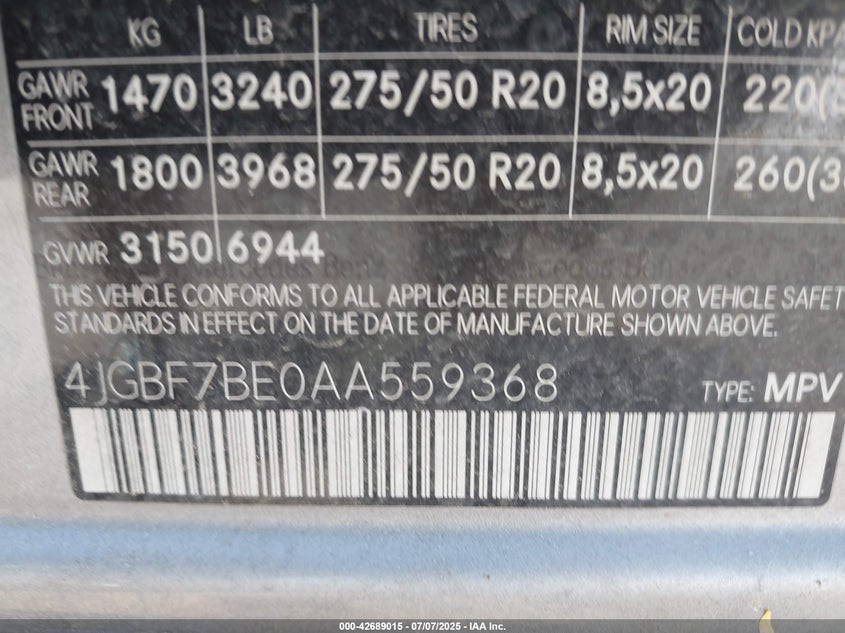 KG LB TIRES RIM SIZE COLD KPA
GAWR FRONT 1470 3240 275/50 R20 8,5x20 220(
GAWR REAR 1800 3968 275/50 R20 8,5x20 260(3
GVWR 3150 6944
THIS VEHICLE CONFORMS TO ALL APPLICABLE FEDERAL MOTOR VEHICLE SAFET
STANDARDS IN EFFECT ON THE DATE OF MANUFACTURE SHOWN ABOVE.
4JGBF7BE0AA559368 TYPE: MPV
000-42689015 - 07/07/2025 - IAA Inc.